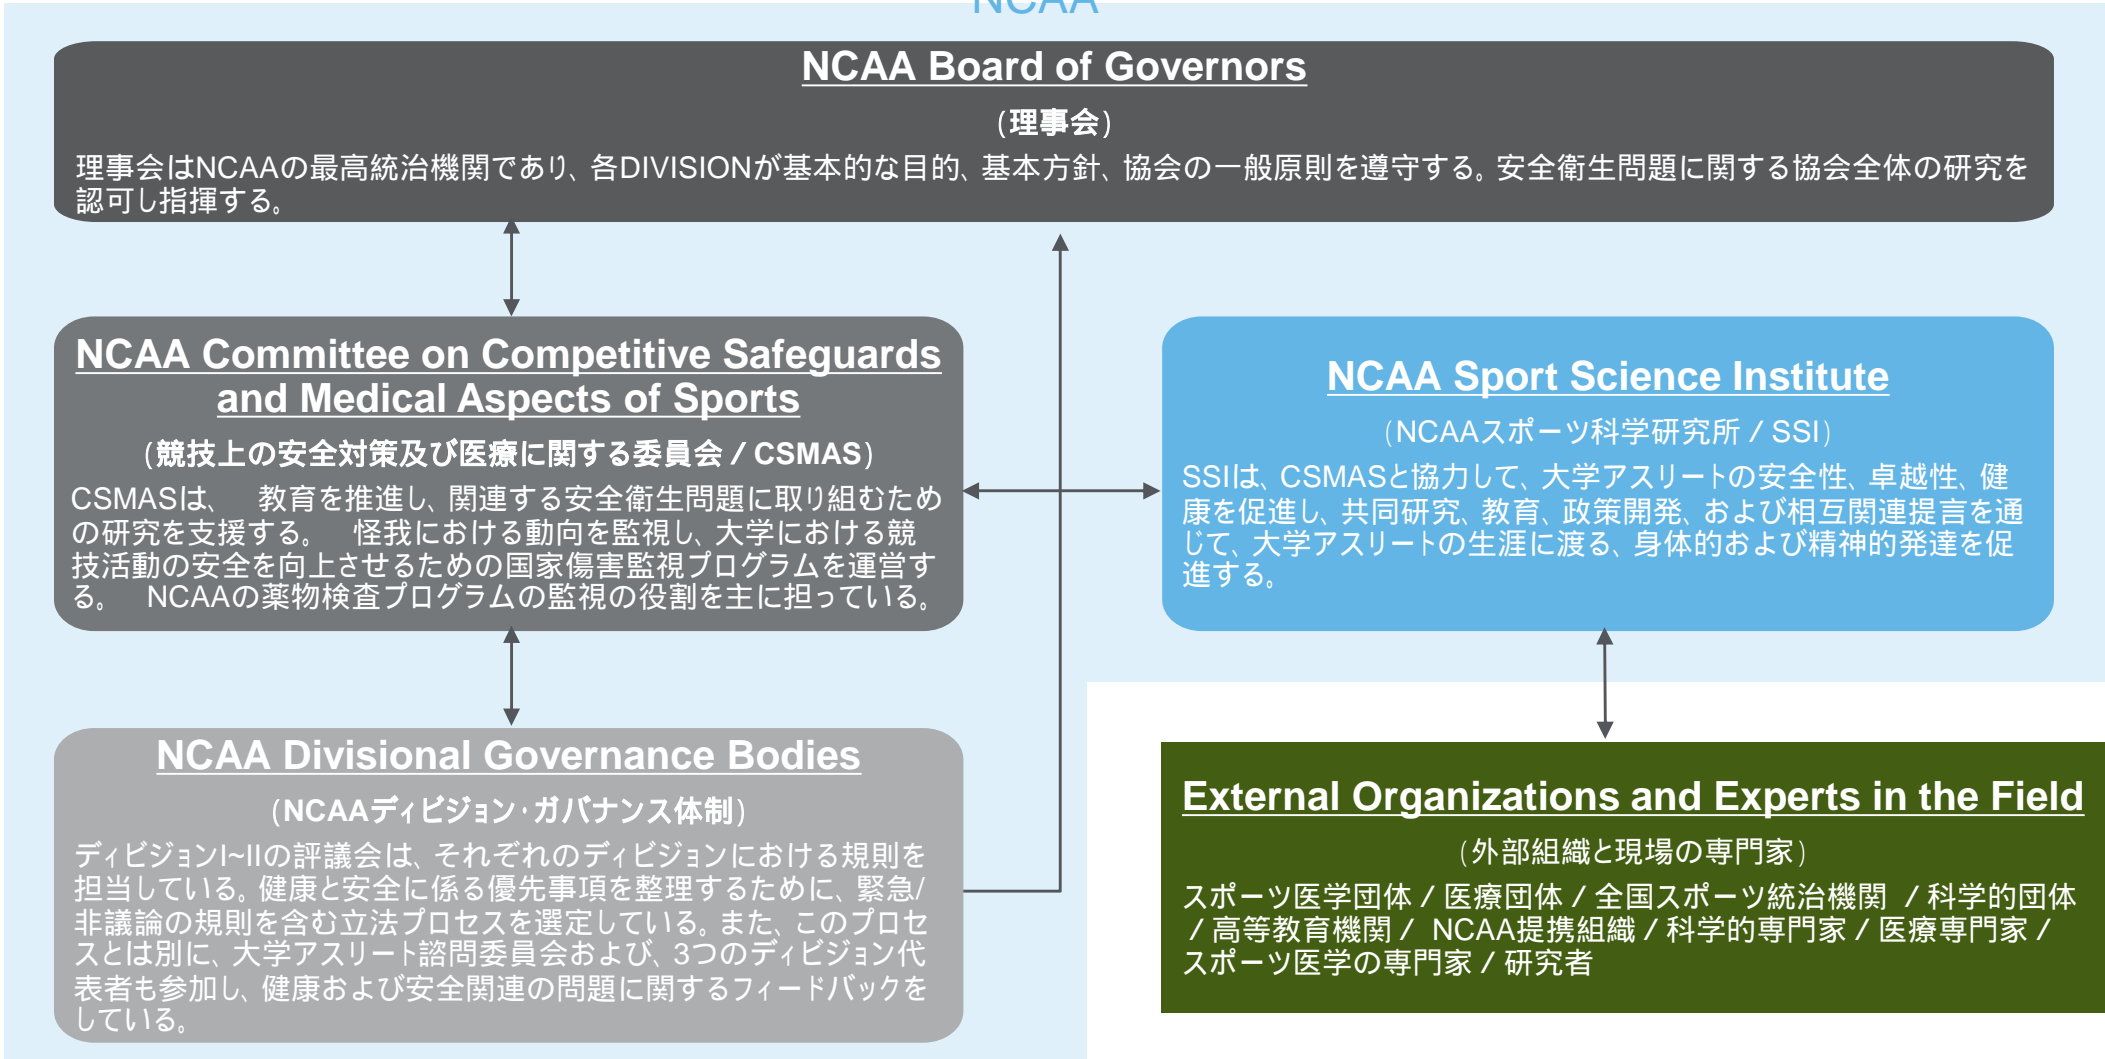 NCAA
NCAA Board of Governors
（理事会）
理事会はNCAAの最高統治機関であり、各DIVISIONが基本的な目的、基本方針、協会の一般原則を遵守する。安全衛生問題に関する協会全体の研究を
認可し指揮する。
NCAA Committee on Competitive Safeguards
and Medical Aspects of Sports
（競技上の安全対策及び医療に関する委員会 / CSMAS）
CSMASは、　教育を推進し、関連する安全衛生問題に取り組むため
の研究を支援する。　怪我における動向を監視し、大学における競
技活動の安全を向上させるための国家傷害監視プログラムを運営す
る。　NCAAの薬物検査プログラムの監視の役割を主に担っている。
NCAA Sport Science Institute
（NCAAスポーツ科学研究所 / SSI）
SSIは、CSMASと協力して、大学アスリートの安全性、卓越性、健
康を促進し、共同研究、教育、政策開発、および相互関連提言を通
じて、大学アスリートの生涯に渡る、身体的および精神的発達を促
進する。
NCAA Divisional Governance Bodies
（NCAAディビジョン・ガバナンス体制）
ディビジョンI~IIの評議会は、それぞれのディビジョンにおける規則を
担当している。健康と安全に係る優先事項を整理するために、緊急/
非議論の規則を含む立法プロセスを選定している。また、このプロセ
スとは別に、大学アスリート諮問委員会および、3つのディビジョン代
表者も参加し、健康および安全関連の問題に関するフィードバックを
している。
External Organizations and Experts in the Field
（外部組織と現場の専門家）
スポーツ医学団体 / 医療団体 / 全国スポーツ統治機関 / 科学的団体
/ 高等教育機関 / NCAA提携組織 / 科学的専門家 / 医療専門家 /
スポーツ医学の専門家 / 研究者